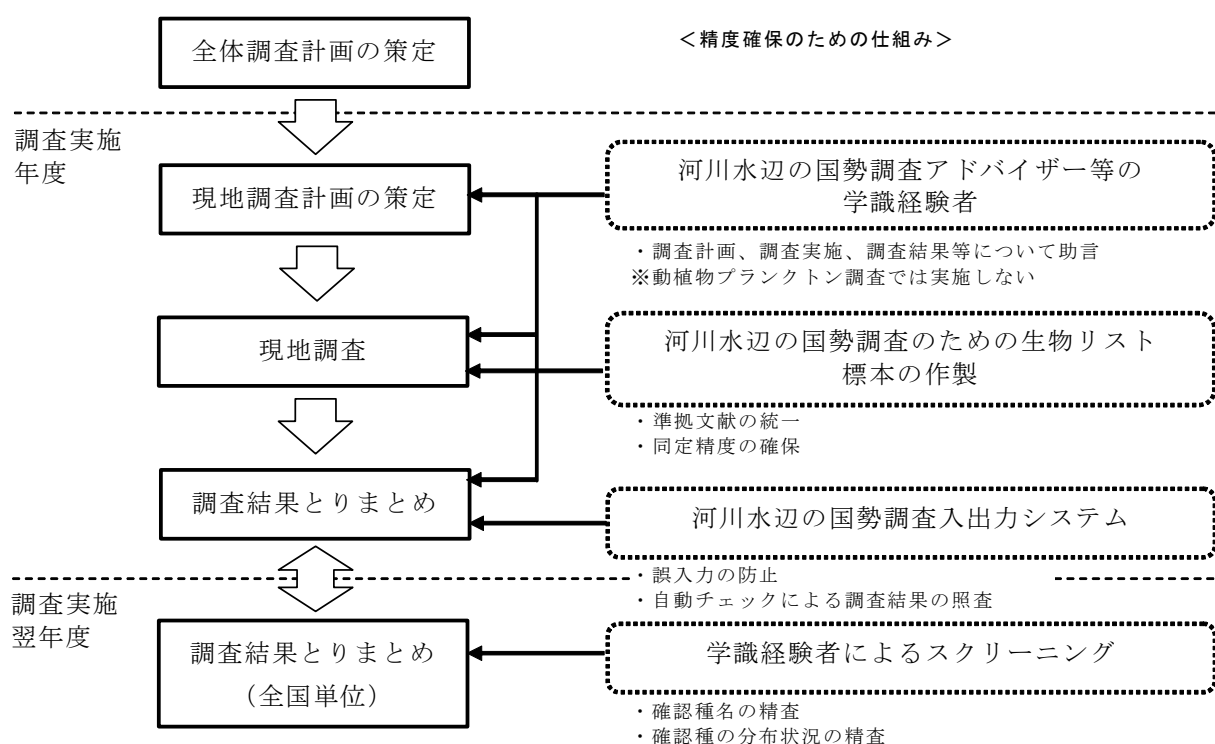 全体調査計画の策定
＜精度確保のための仕組み＞
調査実施
年度
現地調査計画の策定
河川水辺の国勢調査アドバイザー等の
学識経験者
・調査計画、調査実施、調査結果等について助言
※動植物プランクトン調査では実施しない
現地調査
河川水辺の国勢調査のための生物リスト
標本の作製
・準拠文献の統一
・同定精度の確保
調査結果とりまとめ
河川水辺の国勢調査入出力システム
・誤入力の防止
・自動チェックによる調査結果の照査
調査実施
翌年度
調査結果とりまとめ
（全国単位）
学識経験者によるスクリーニング
・確認種名の精査
・確認種の分布状況の精査